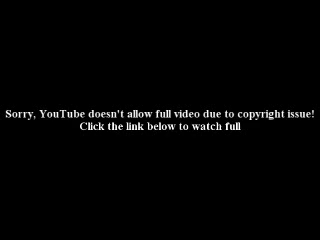 Sorry, YouTube doesn't allow full video due to copyright issue!
Click the link below to watch full